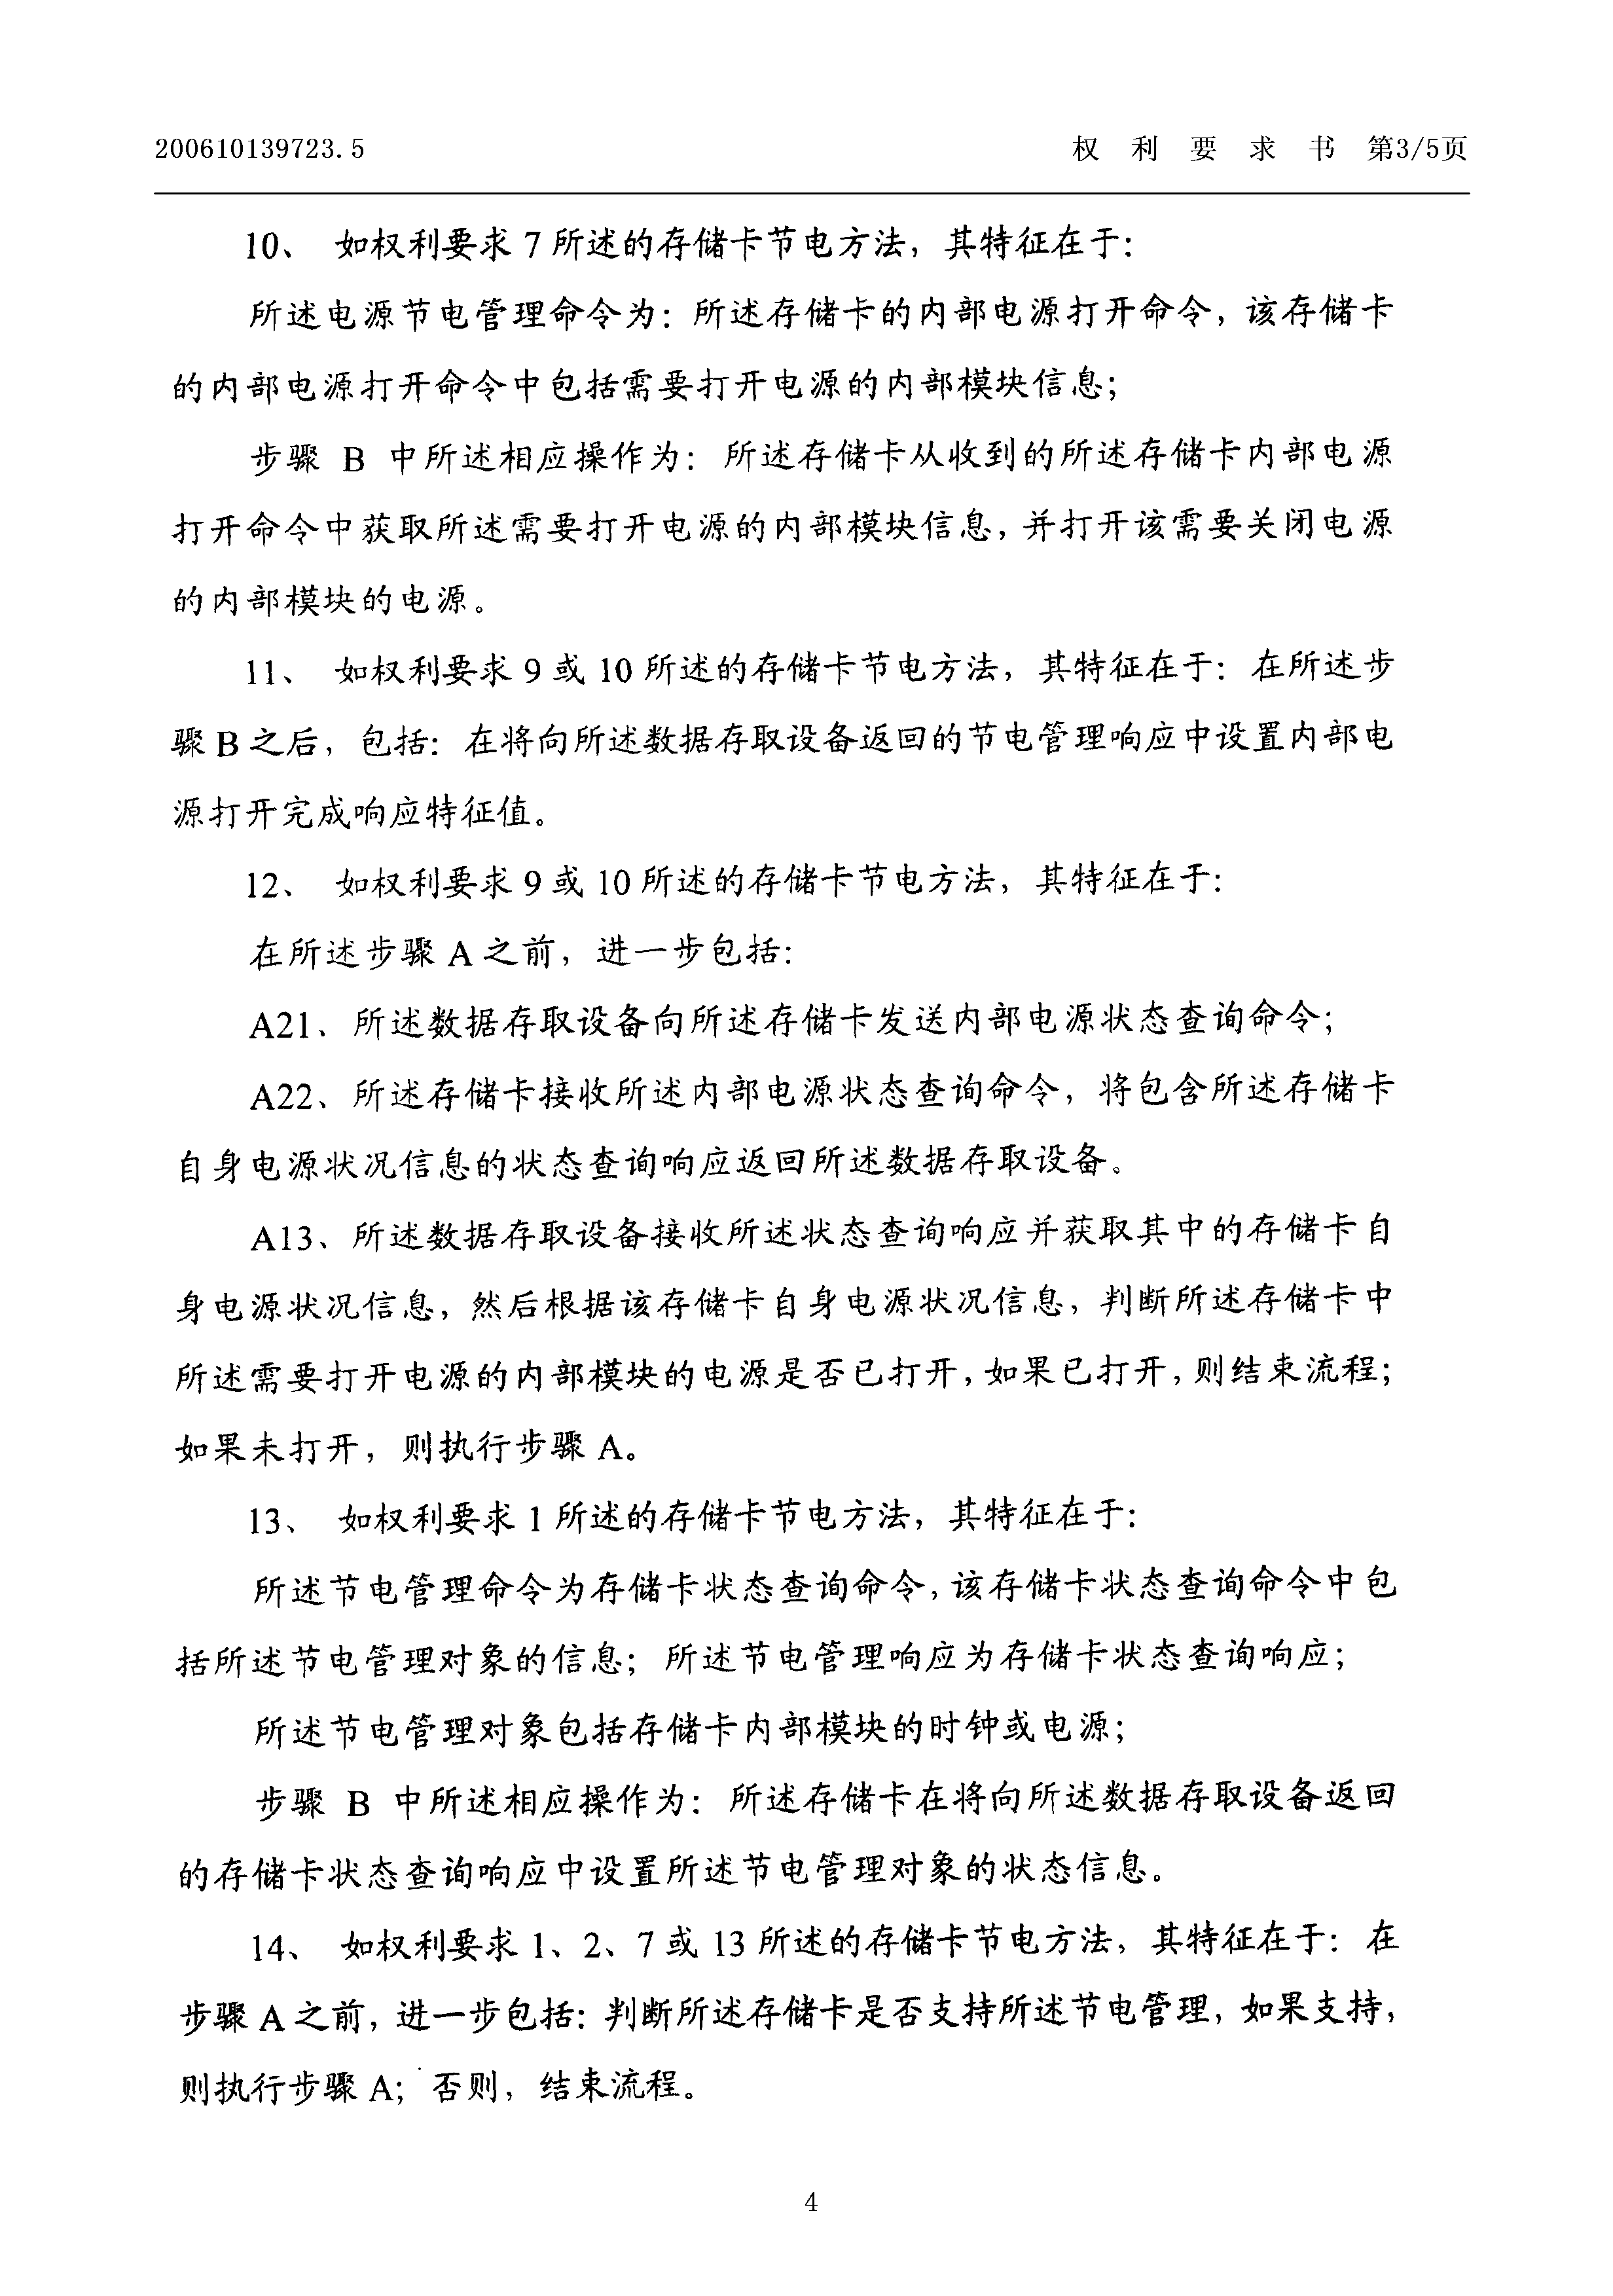 200610139723.5 权利要求书 第3/5页
10、 如权利要求 7 所述的存储卡节电方法，其特征在于：
所述电源节电管理命令为：所述存储卡的内部电源打开命令，该存储卡
的内部电源打开命令中包括需要打开电源的内部模块信息；
步骤 B 中所述相应操作为：所述存储卡从收到的所述存储卡内部电源
打开命令中获取所述需要打开电源的内部模块信息，并打开该需要关闭电源
的内部模块的电源。
11、 如权利要求 9 或 10 所述的存储卡节电方法，其特征在于：在所述步
骤 B 之后，包括：在将向所述数据存取设备返回的节电管理响应中设置内部电
源打开完成响应特征值。
12、 如权利要求 9 或 10 所述的存储卡节电方法，其特征在于：
在所述步骤 A 之前，进一步包括：
A21、所述数据存取设备向所述存储卡发送内部电源状态查询命令；
A22、所述存储卡接收所述内部电源状态查询命令，将包含所述存储卡
自身电源状况信息的状态查询响应返回所述数据存取设备。
A13、所述数据存取设备接收所述状态查询响应并获取其中的存储卡自
身电源状况信息，然后根据该存储卡自身电源状况信息，判断所述存储卡中
所述需要打开电源的内部模块的电源是否已打开，如果已打开，则结束流程；
如果未打开，则执行步骤 A。
13、 如权利要求 1 所述的存储卡节电方法，其特征在于：
所述节电管理命令为存储卡状态查询命令，该存储卡状态查询命令中包
括所述节电管理对象的信息；所述节电管理响应为存储卡状态查询响应；
所述节电管理对象包括存储卡内部模块的时钟或电源；
步骤 B 中所述相应操作为：所述存储卡在将向所述数据存取设备返回
的存储卡状态查询响应中设置所述节电管理对象的状态信息。
14、 如权利要求 1、2、7 或 13 所述的存储卡节电方法，其特征在于：在
步骤 A 之前，进一步包括：判断所述存储卡是否支持所述节电管理，如果支持，
则执行步骤 A；否则，结束流程。
4